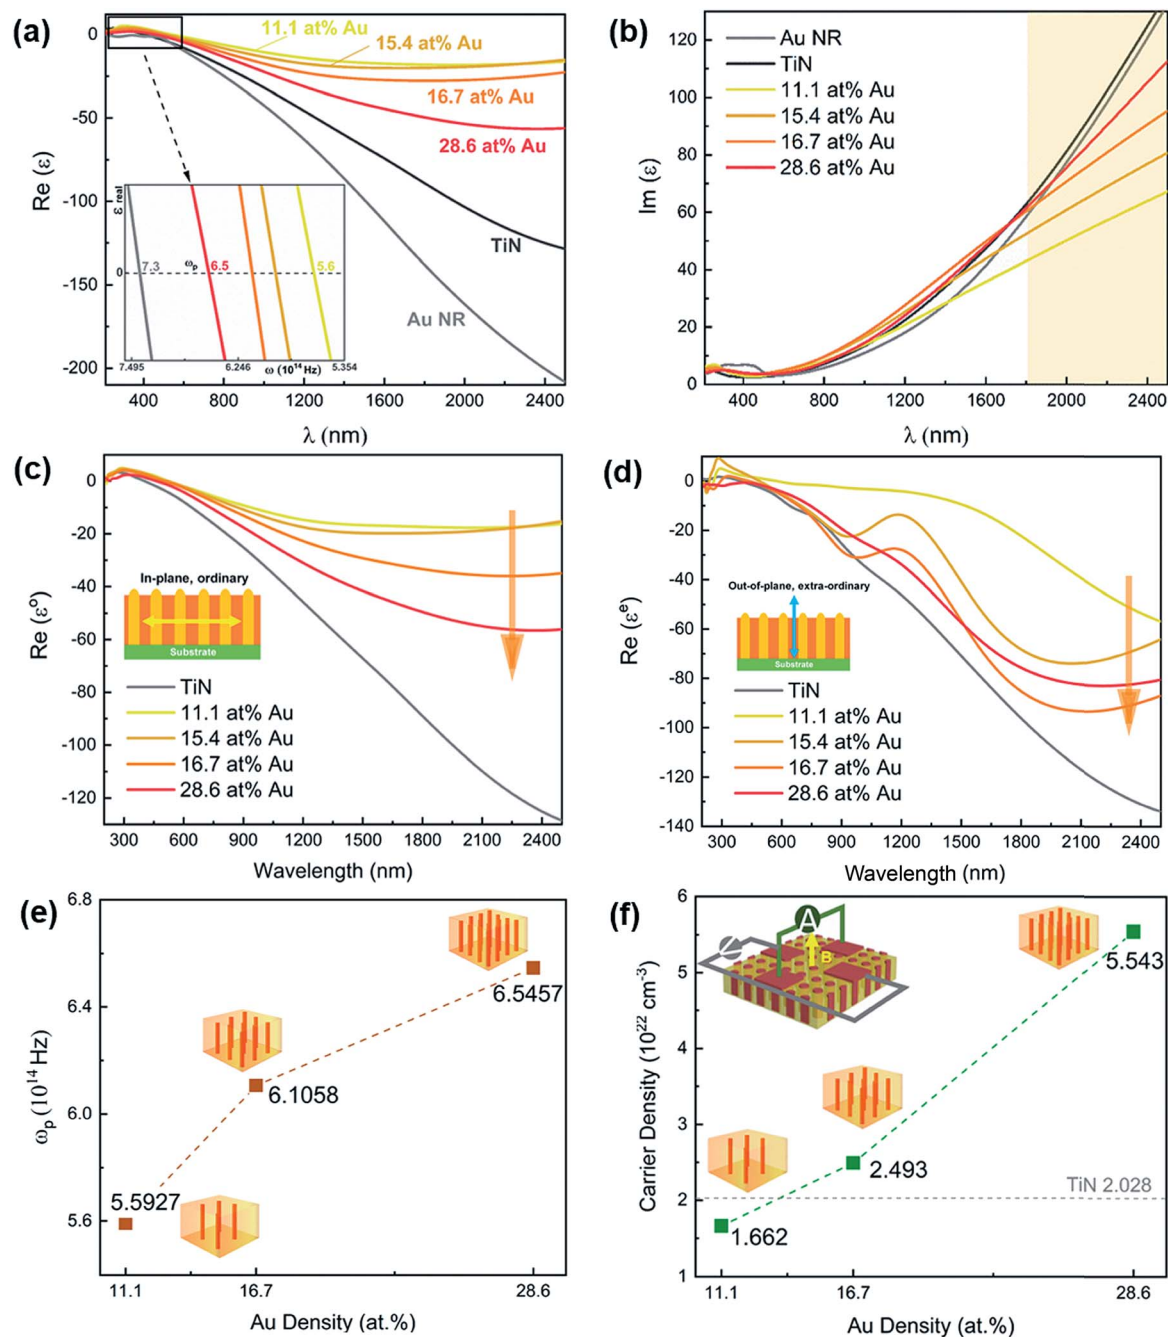 (a)
0
-50
-100
-150
-200
Re (ε)
11.1 at% Au
15.4 at% Au
16.7 at% Au
28.6 at% Au
TiN
Au NR
ε real
0
7.3
ωp
6.5
5.6
7.495
6.246
ω (10¹⁴ Hz)
5.354
400
800
1200
1600
2000
2400
λ (nm)
(b)
120
100
80
60
40
20
0
Im (ε)
Au NR
TiN
11.1 at% Au
15.4 at% Au
16.7 at% Au
28.6 at% Au
400
800
1200
1600
2000
2400
λ (nm)
(c)
0
-20
-40
-60
-80
-100
-120
Re (εº)
In-plane, ordinary
Substrate
TiN
11.1 at% Au
15.4 at% Au
16.7 at% Au
28.6 at% Au
300
600
900
1200
1500
1800
2100
2400
Wavelength (nm)
(d)
0
-20
-40
-60
-80
-100
-120
-140
Re (εᵉ)
Out-of-plane, extra-ordinary
Substrate
TiN
11.1 at% Au
15.4 at% Au
16.7 at% Au
28.6 at% Au
300
600
900
1200
1500
1800
2100
2400
Wavelength (nm)
(e)
6.8
6.4
6.0
5.6
ωp (10¹⁴ Hz)
5.5927
6.1058
6.5457
11.1
16.7
28.6
Au Density (at.%)
(f)
6
5
4
3
2
1
Carrier Density (10²² cm⁻³)
A
B
5.543
2.493
TiN 2.028
1.662
11.1
16.7
28.6
Au Density (at.%)